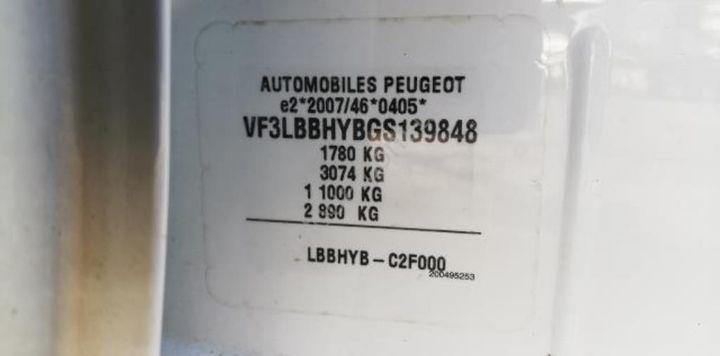 AUTOMOBILES PEUGEOT
e2*2007/46*0405*
VF3LBBHYBGS139848
1780 KG
3074 KG
1 1000 KG
2 890 KG
LBBHYB - C2F000
200495253